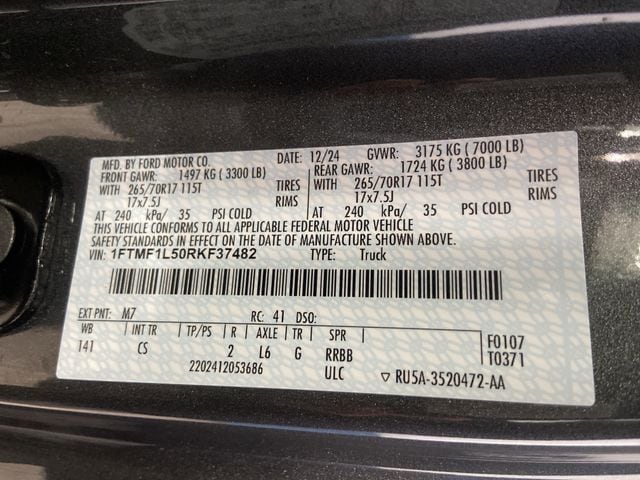 MFD. BY FORD MOTOR CO.
DATE: 12/24 GVWR: 3175 KG ( 7000 LB)
FRONT GAWR: 1497 KG ( 3300 LB)
REAR GAWR: 1724 KG ( 3800 LB)
WITH 265/70R17 115T TIRES
WITH 265/70R17 115T TIRES
17x7.5J RIMS
17x7.5J RIMS
AT 240 kPa/ 35 PSI COLD
AT 240 kPa/ 35 PSI COLD
THIS VEHICLE CONFORMS TO ALL APPLICABLE FEDERAL MOTOR VEHICLE
SAFETY STANDARDS IN EFFECT ON THE DATE OF MANUFACTURE SHOWN ABOVE.
VIN: 1FTMF1L50RKF37482 TYPE: Truck
EXT PNT: M7 RC: 41 DSO:
WB INT TR TP/PS R AXLE TR SPR
141 CS 2 L6 G RRBB
F0107
T0371
2202412053686 ULC
▽ RU5A-3520472-AA